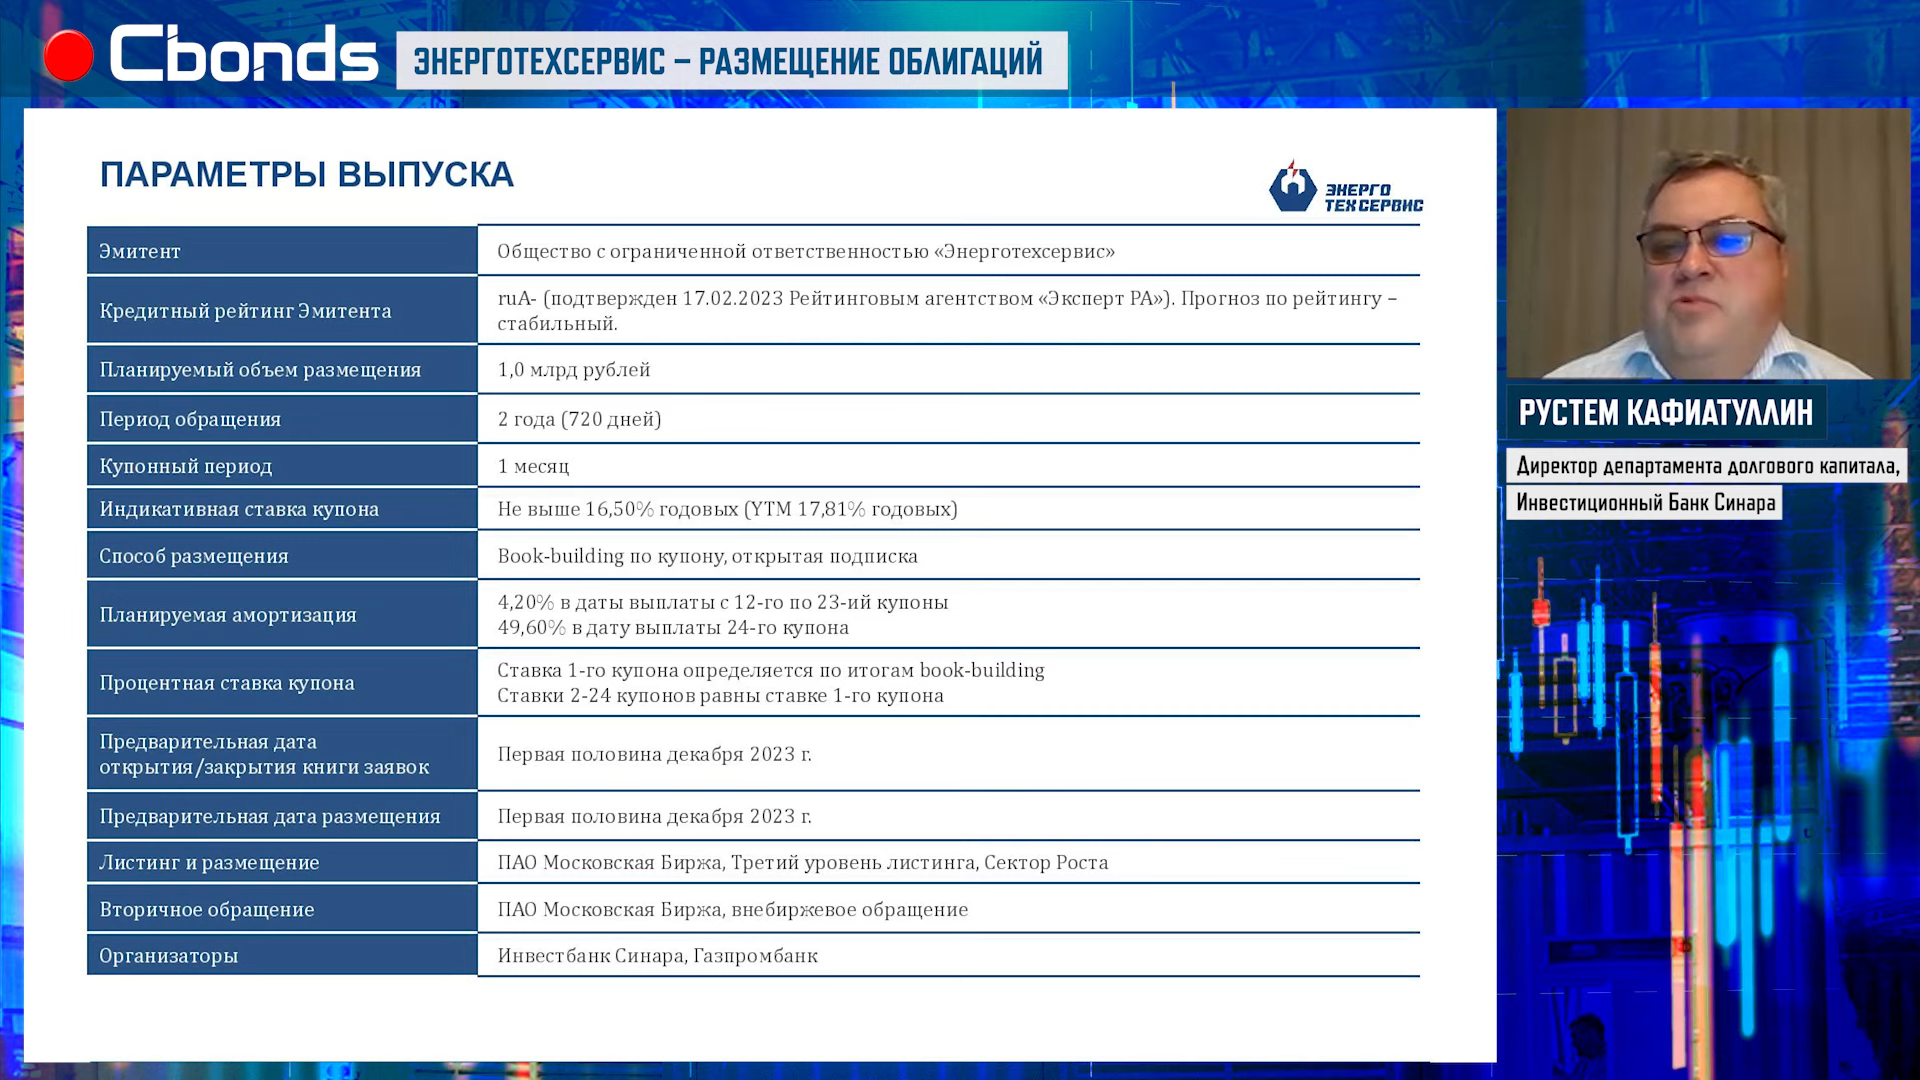 Cbonds
ЭНЕРГОТЕХСЕРВИС – РАЗМЕЩЕНИЕ ОБЛИГАЦИЙ
ПАРАМЕТРЫ ВЫПУСКА
ЭНЕРГО
ТЕХСЕРВИС
Эмитент
Общество с ограниченной ответственностью «Энерготехсервис»
Кредитный рейтинг Эмитента
ruA- (подтвержден 17.02.2023 Рейтинговым агентством «Эксперт РА»). Прогноз по рейтингу –
стабильный.
Планируемый объем размещения
1,0 млрд рублей
Период обращения
2 года (720 дней)
Купонный период
1 месяц
Индикативная ставка купона
Не выше 16,50% годовых (YTM 17,81% годовых)
Способ размещения
Book-building по купону, открытая подписка
Планируемая амортизация
4,20% в даты выплаты с 12-го по 23-ий купоны
49,60% в дату выплаты 24-го купона
Процентная ставка купона
Ставка 1-го купона определяется по итогам book-building
Ставки 2-24 купонов равны ставке 1-го купона
Предварительная дата
открытия/закрытия книги заявок
Первая половина декабря 2023 г.
Предварительная дата размещения
Первая половина декабря 2023 г.
Листинг и размещение
ПАО Московская Биржа, Третий уровень листинга, Сектор Роста
Вторичное обращение
ПАО Московская Биржа, внебиржевое обращение
Организаторы
Инвестбанк Синара, Газпромбанк
РУСТЕМ КАФИАТУЛЛИН
Директор департамента долгового капитала,
Инвестиционный Банк Синара